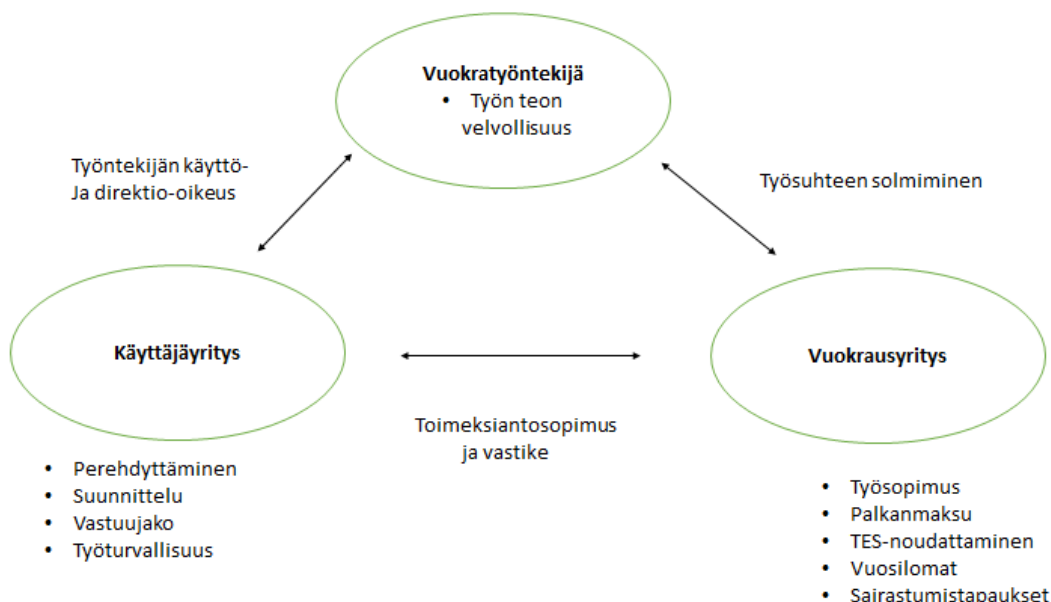 Vuokratyöntekijä
• Työn teon
velvollisuus
Työntekijän käyttö-
Ja direktio-oikeus
Työsuhteen solmiminen
Käyttäjäyritys
Vuokrausyritys
Toimeksiantosopimus
ja vastike
• Perehdyttäminen
• Suunnittelu
• Vastuujako
• Työturvallisuus
• Työsopimus
• Palkanmaksu
• TES-noudattaminen
• Vuosilomat
• Sairastumistapaukset